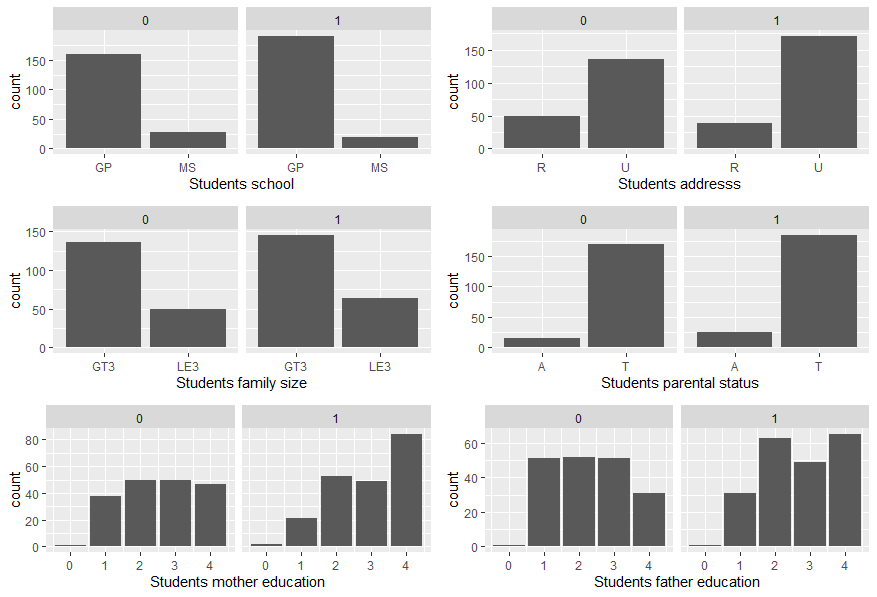 0 1
count
150
100
50
0
GP MS GP MS
Students school
0 1
count
150
100
50
0
R U R U
Students addresss
0 1
count
150
100
50
0
GT3 LE3 GT3 LE3
Students family size
0 1
count
150
100
50
0
A T A T
Students parental status
0 1
count
80
60
40
20
0
0 1 2 3 4 0 1 2 3 4
Students mother education
0 1
count
60
40
20
0
0 1 2 3 4 0 1 2 3 4
Students father education